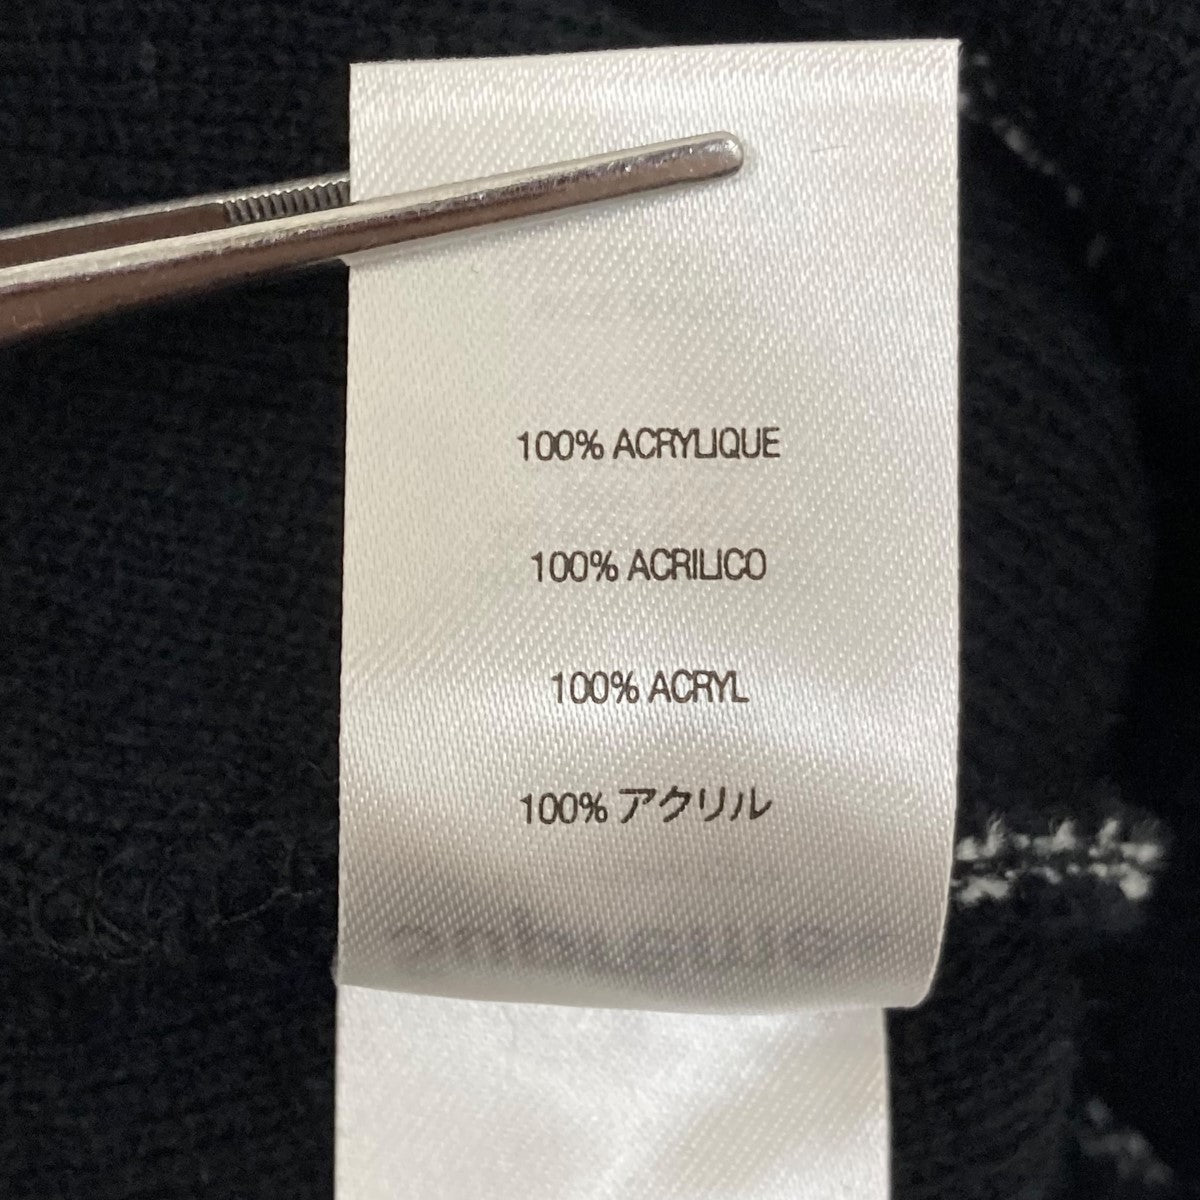 100% ACRYLIQUE
100% ACRILICO
100% ACRYL
100% アクリル